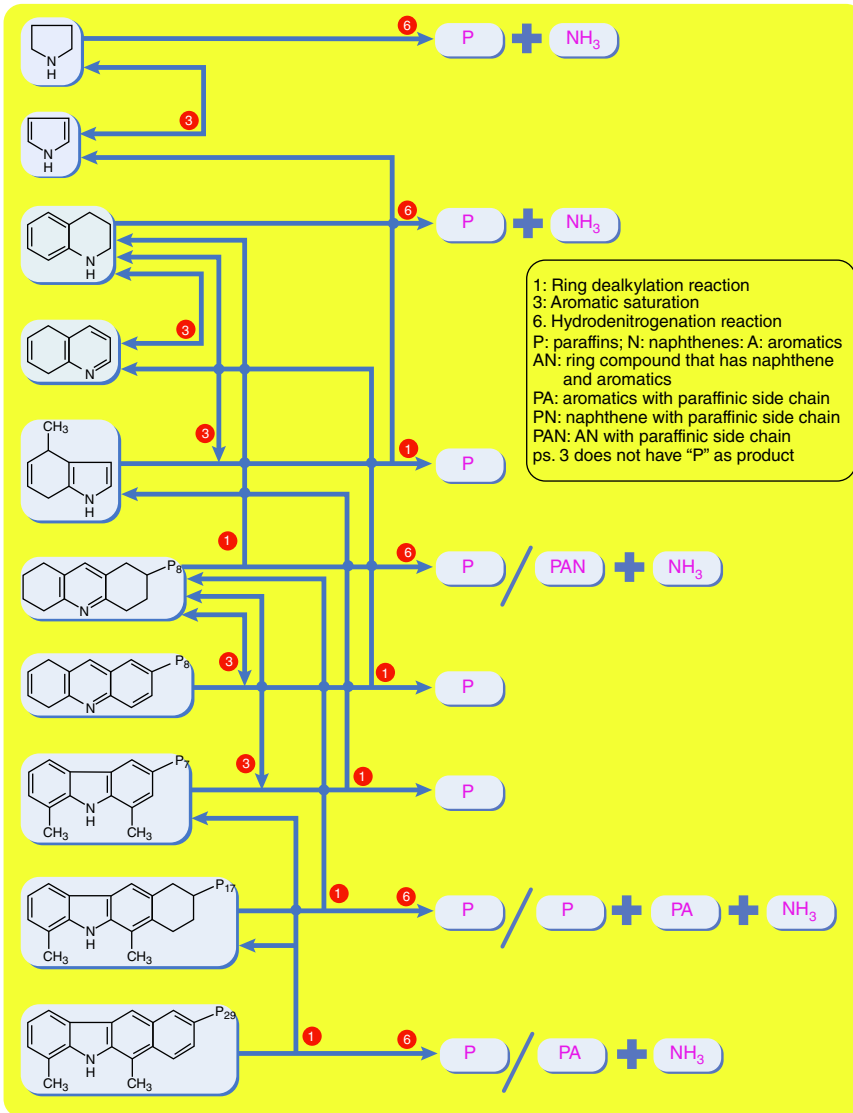 6
P
NH3
N
H
3
N
H
6
P
NH3
N
H
1: Ring dealkylation reaction
3: Aromatic saturation
6. Hydrodenitrogenation reaction
P: paraffins; N: naphthenes: A: aromatics
AN: ring compound that has naphthene
and aromatics
PA: aromatics with paraffinic side chain
PN: naphthene with paraffinic side chain
PAN: AN with paraffinic side chain
ps. 3 does not have “P” as product
3
N
CH3
3
1
P
N
H
1
6
P8
P
PAN
NH3
N
3
P8
1
P
N
3
P7
1
P
N
H
CH3
CH3
P17
1
6
P
P
PA
NH3
N
H
CH3
CH3
P29
1
6
P
PA
NH3
N
H
CH3
CH3